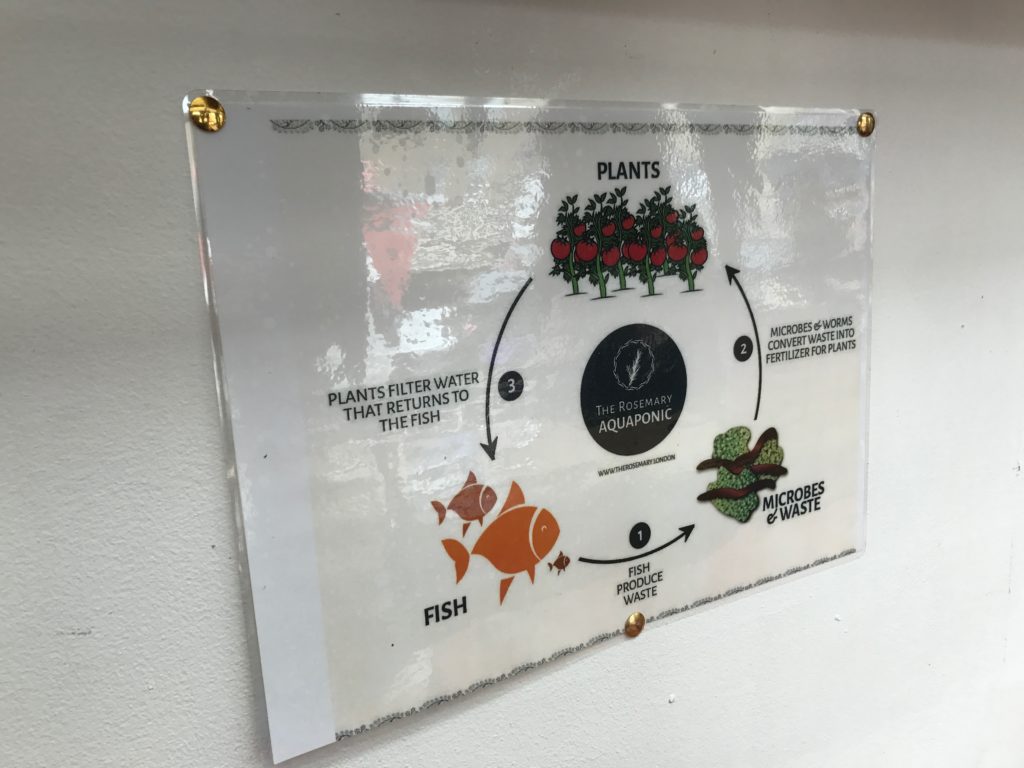 PLANTS
MICROBES & WORMS
CONVERT WASTE INTO
FERTILIZER FOR PLANTS
2
3
PLANTS FILTER WATER
THAT RETURNS TO
THE FISH
THE ROSEMARY
AQUAPONIC
WWW.THEROSEMARY.LONDON
MICROBES
& WASTE
1
FISH
PRODUCE
WASTE
FISH